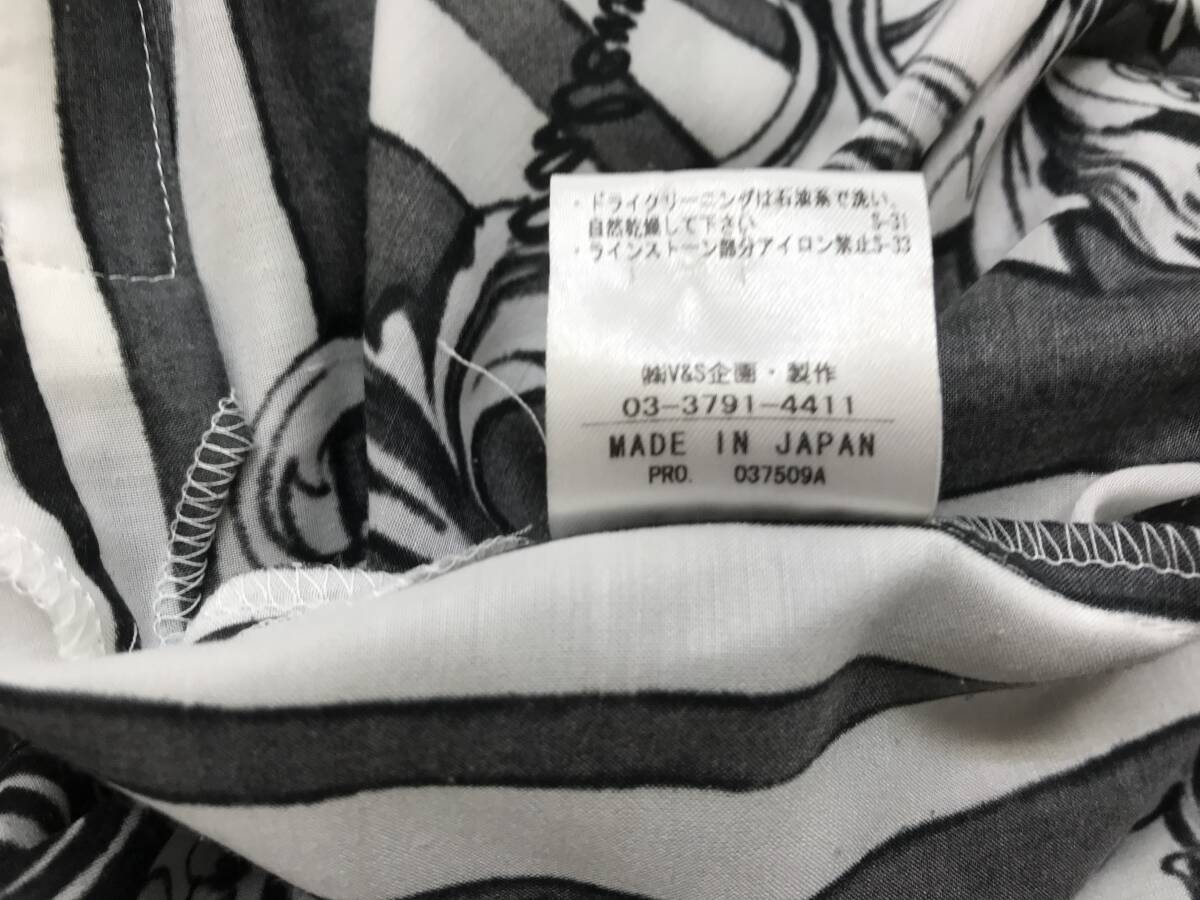 ・ドライクリーニングは石油系で洗い、
自然乾燥して下さい S-31
・ラインストーン部分アイロン禁止S-33
㈱V&S企画・製作
03-3791-4411
MADE IN JAPAN
PRO. 037509A